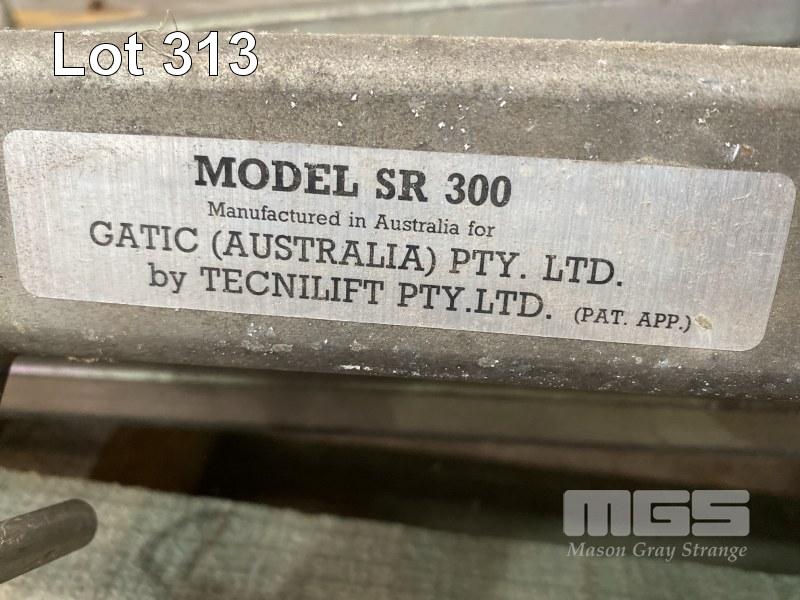 Lot 313
MODEL SR 300
Manufactured in Australia for
GATIC (AUSTRALIA) PTY. LTD.
by TECNILIFT PTY.LTD. (PAT. APP.)
MGS
Mason Gray Strange